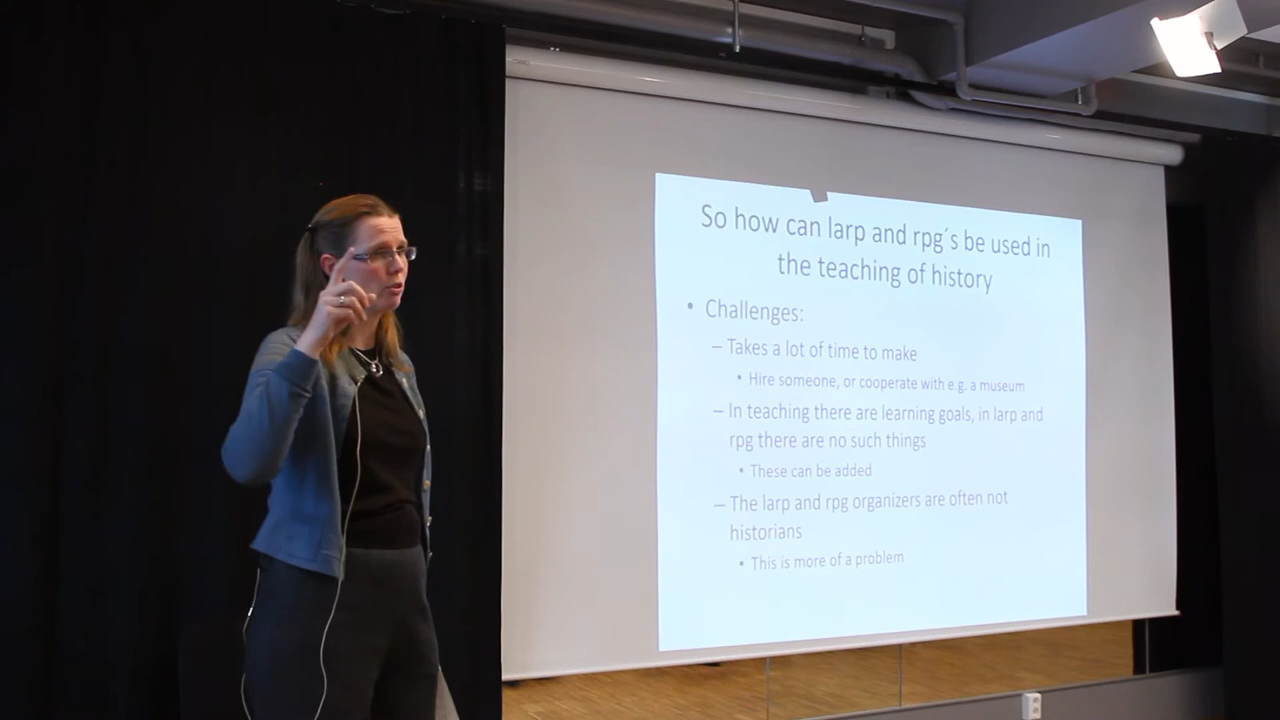 So how can larp and rpg´s be used in
the teaching of history
• Challenges:
– Takes a lot of time to make
• Hire someone, or cooperate with e.g. a museum
– In teaching there are learning goals, in larp and
rpg there are no such things
• These can be added
– The larp and rpg organizers are often not
historians
• This is more of a problem